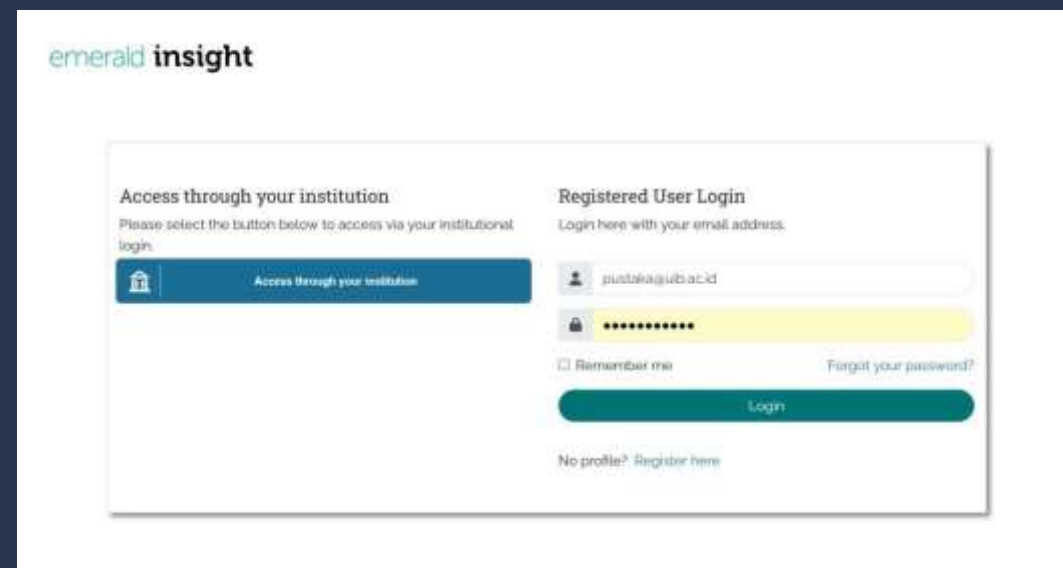 emerald insight
Access through your institution
Please select the button below to access via your institutional
login.
Access through your institution
Registered User Login
Login here with your email address.
pustaka@uib.ac.id
●●●●●●●●●●●
Remember me
Forgot your password?
Login
No profile? Register here